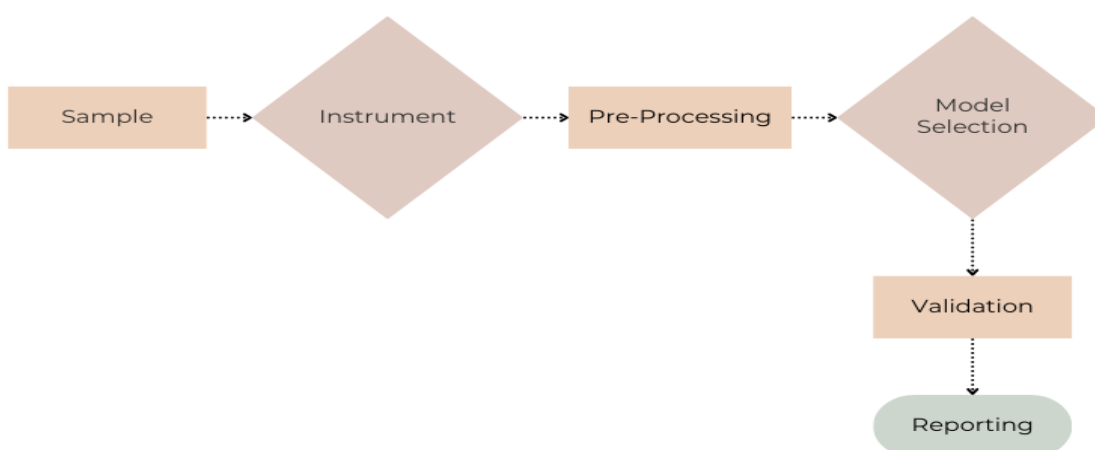 Sample
Instrument
Pre-Processing
Model
Selection
Validation
Reporting